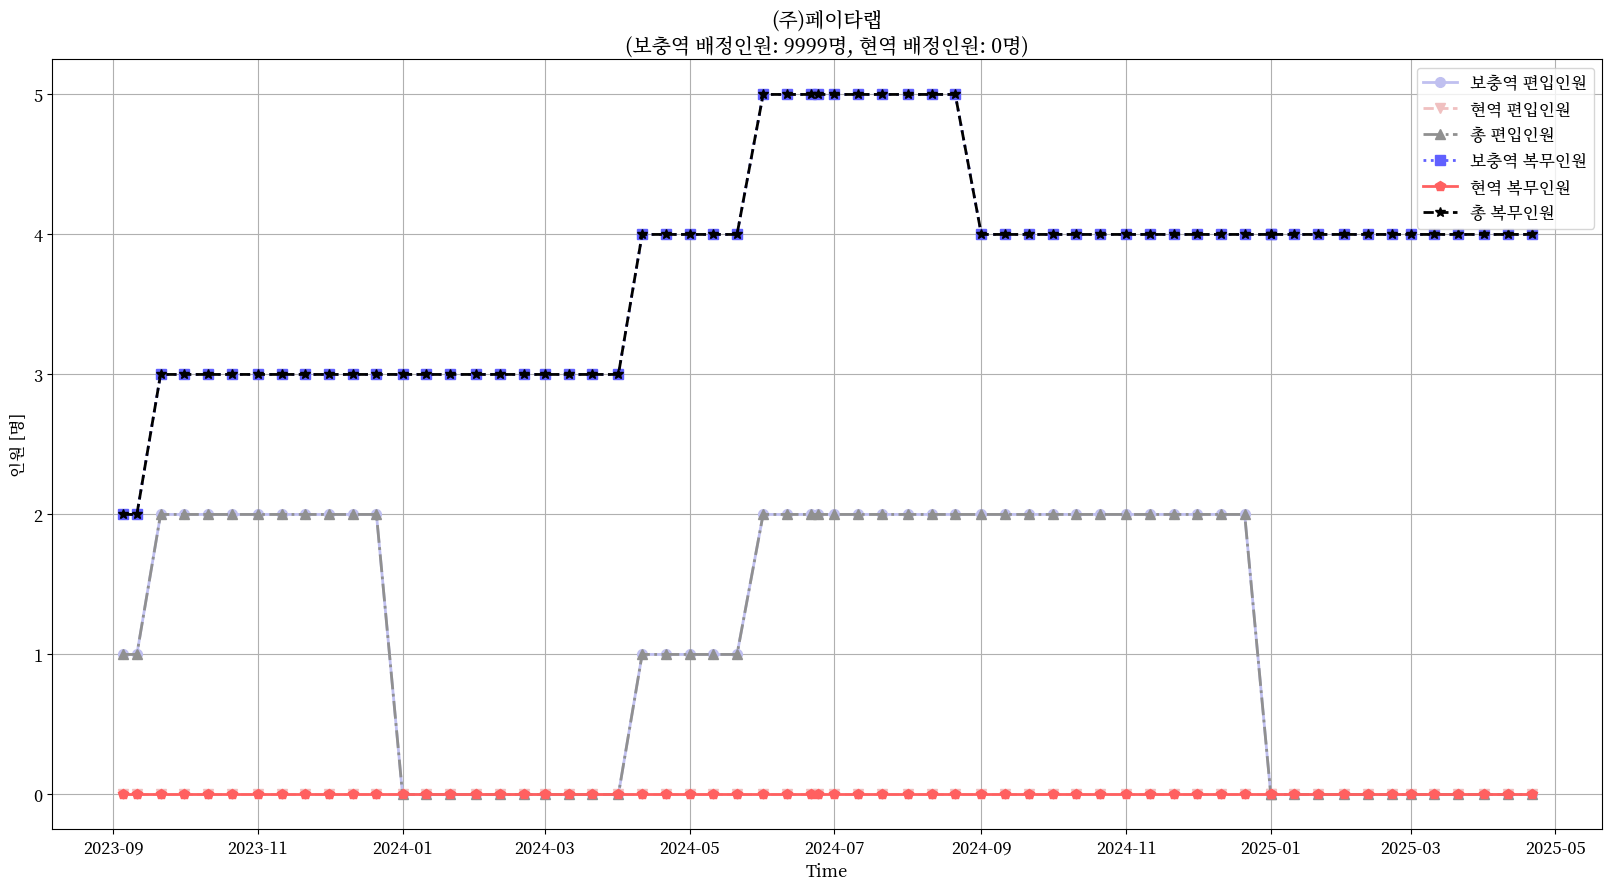 (주)페이타랩
(보충역 배정인원: 9999명, 현역 배정인원: 0명)
보충역 편입인원
현역 편입인원
총 편입인원
보충역 복무인원
현역 복무인원
총 복무인원
5
4
3
2
1
0
인원 [명]
2023-09 2023-11 2024-01 2024-03 2024-05 2024-07 2024-09 2024-11 2025-01 2025-03 2025-05
Time